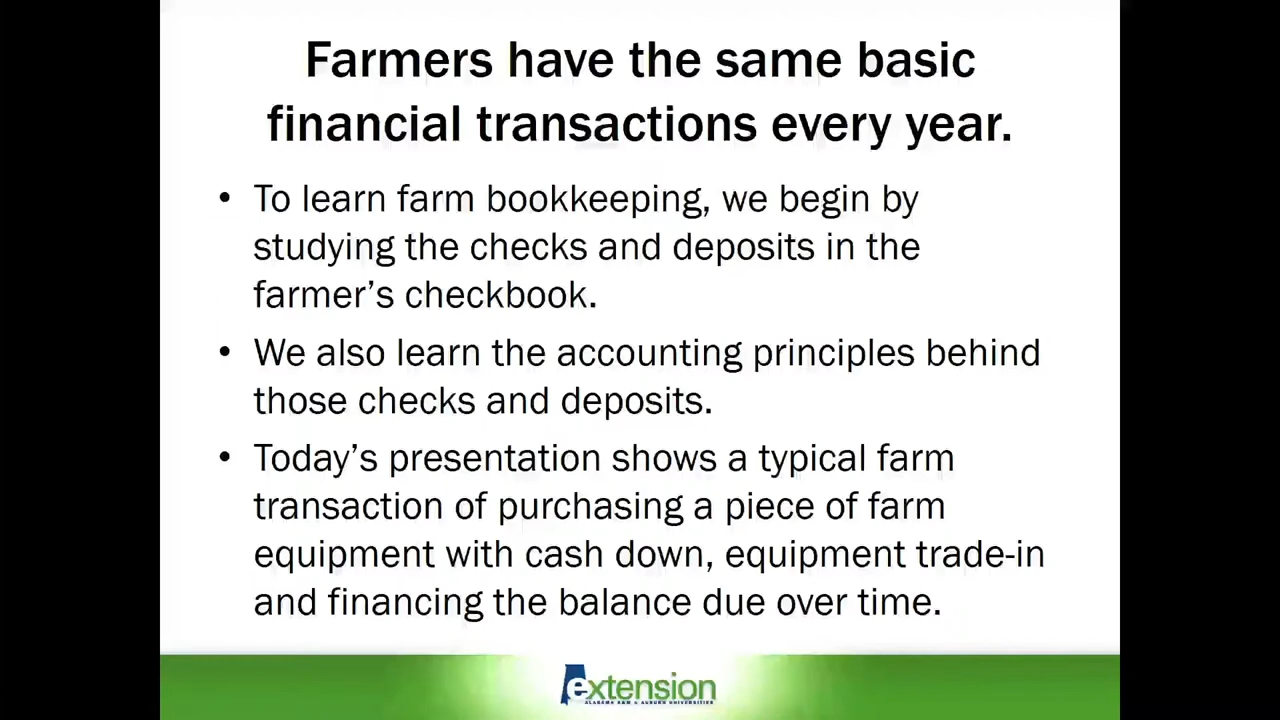 Farmers have the same basic
financial transactions every year.
• To learn farm bookkeeping, we begin by
studying the checks and deposits in the
farmer’s checkbook.
• We also learn the accounting principles behind
those checks and deposits.
• Today’s presentation shows a typical farm
transaction of purchasing a piece of farm
equipment with cash down, equipment trade-in
and financing the balance due over time.
extension
ALABAMA A&M & AUBURN UNIVERSITIES